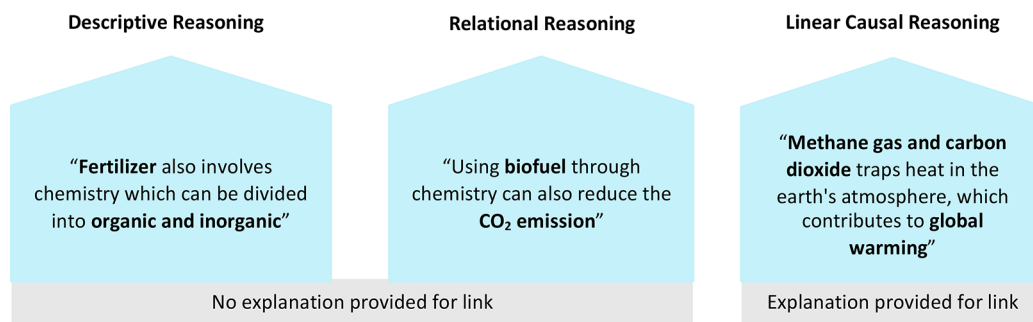 Descriptive Reasoning
Relational Reasoning
Linear Causal Reasoning
“Fertilizer also involves
chemistry which can be divided
into organic and inorganic”
“Using biofuel through
chemistry can also reduce the
CO₂ emission”
“Methane gas and carbon
dioxide traps heat in the
earth's atmosphere, which
contributes to global
warming”
No explanation provided for link
Explanation provided for link